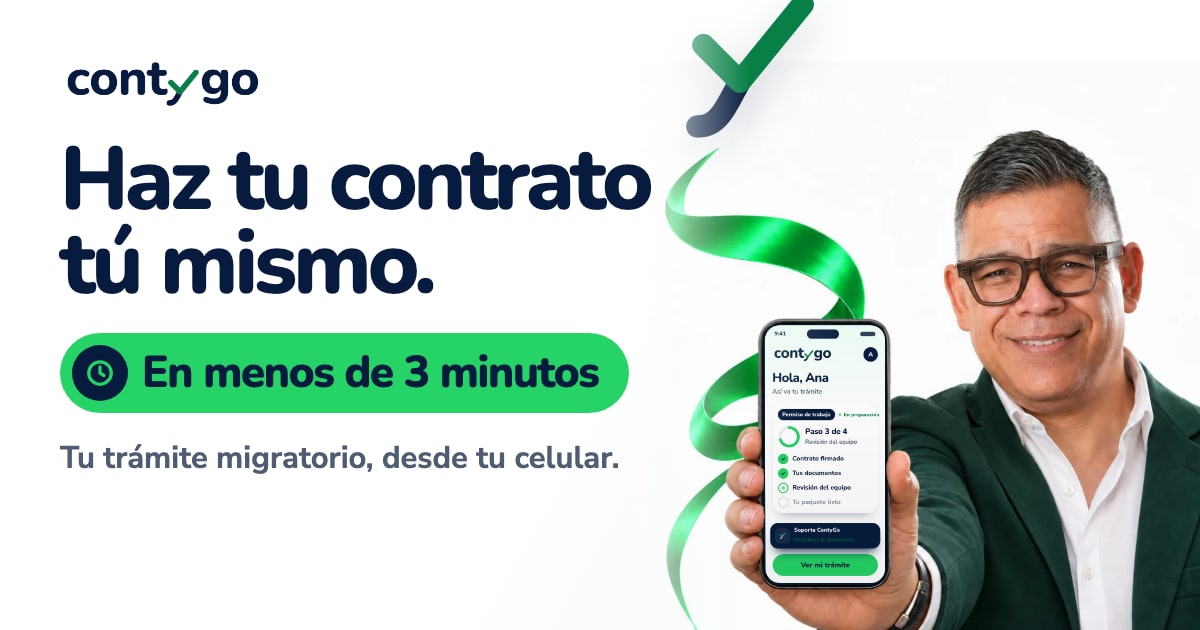 contygo
Haz tu contrato
tú mismo.
En menos de 3 minutos
Tu trámite migratorio, desde tu celular.
9:41
contygo
A
Hola, Ana
Así va tu trámite
Permiso de trabajo
En preparación
Paso 3 de 4
Revisión del equipo
Contrato firmado
Tus documentos
Revisión del equipo
Tu paquete listo
Soporte ContyGo
Ver mi trámite